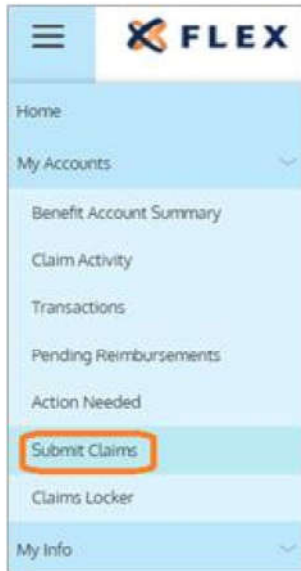 FLEX
Home
My Accounts
Benefit Account Summary
Claim Activity
Transactions
Pending Reimbursements
Action Needed
Submit Claims
Claims Locker
My Info